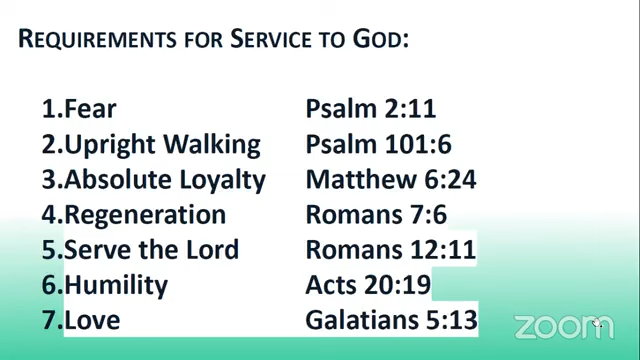 REQUIREMENTS FOR SERVICE TO GOD:
1.Fear Psalm 2:11
2.Upright Walking Psalm 101:6
3.Absolute Loyalty Matthew 6:24
4.Regeneration Romans 7:6
5.Serve the Lord Romans 12:11
6.Humility Acts 20:19
7.Love Galatians 5:13
zoom